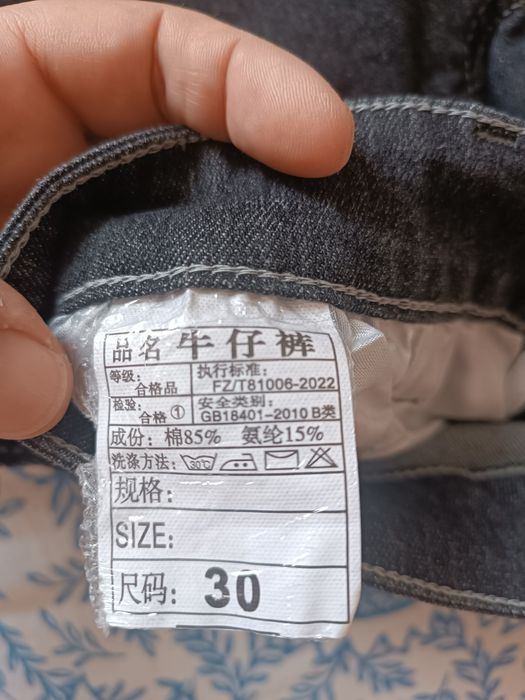 品名 牛仔裤
等级: 合格品 执行标准: FZ/T81006-2022
检验: 合格① 安全类别: GB18401-2010 B类
成份: 棉85% 氨纶15%
洗涤方法: 30℃
规格:
SIZE:
尺码: 30